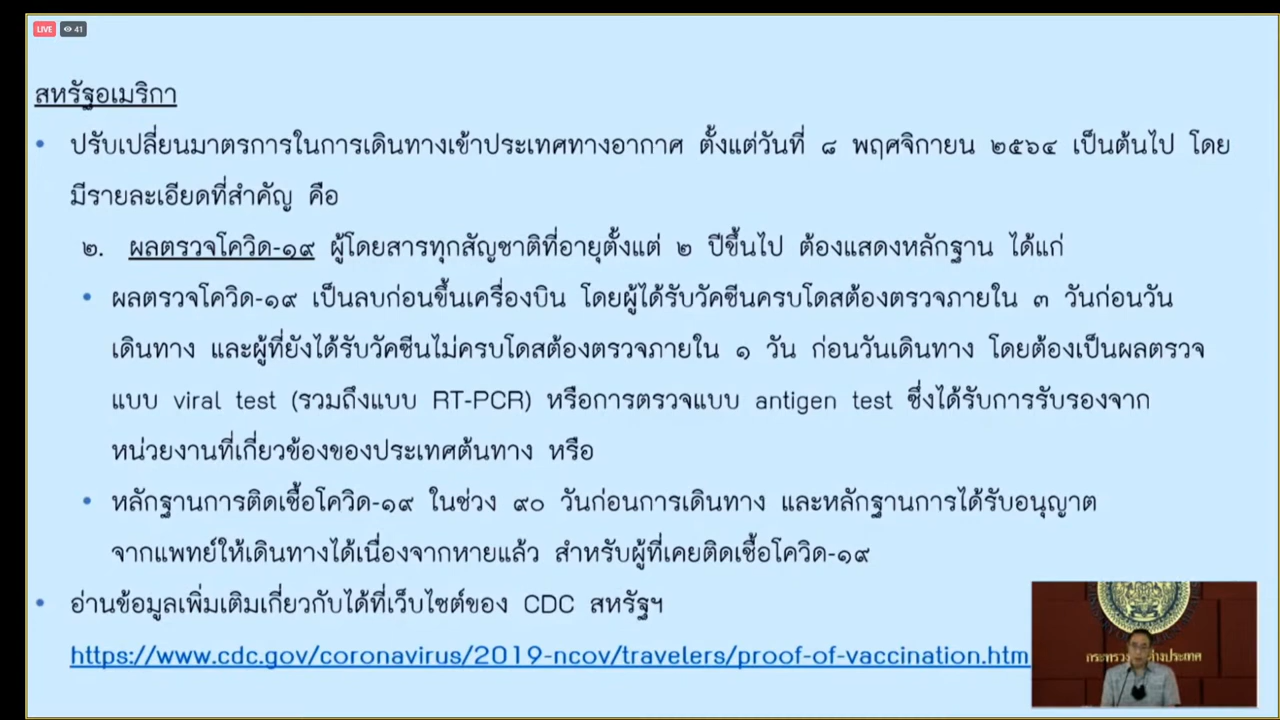 LIVE 41
สหรัฐอเมริกา
• ปรับเปลี่ยนมาตรการในการเดินทางเข้าประเทศทางอากาศ ตั้งแต่วันที่ ๘ พฤศจิกายน ๒๕๖๔ เป็นต้นไป โดย
มีรายละเอียดที่สำคัญ คือ
๒. ผลตรวจโควิด-๑๙ ผู้โดยสารทุกสัญชาติที่อายุตั้งแต่ ๒ ปีขึ้นไป ต้องแสดงหลักฐาน ได้แก่
• ผลตรวจโควิด-๑๙ เป็นลบก่อนขึ้นเครื่องบิน โดยผู้ได้รับวัคซีนครบโดสต้องตรวจภายใน ๓ วันก่อนวัน
เดินทาง และผู้ที่ยังได้รับวัคซีนไม่ครบโดสต้องตรวจภายใน ๑ วัน ก่อนวันเดินทาง โดยต้องเป็นผลตรวจ
แบบ viral test (รวมถึงแบบ RT-PCR) หรือการตรวจแบบ antigen test ซึ่งได้รับการรับรองจาก
หน่วยงานที่เกี่ยวข้องของประเทศต้นทาง หรือ
• หลักฐานการติดเชื้อโควิด-๑๙ ในช่วง ๙๐ วันก่อนการเดินทาง และหลักฐานการได้รับอนุญาต
จากแพทย์ให้เดินทางได้เนื่องจากหายแล้ว สำหรับผู้ที่เคยติดเชื้อโควิด-๑๙
• อ่านข้อมูลเพิ่มเติมเกี่ยวกับได้ที่เว็บไซต์ของ CDC สหรัฐฯ
https://www.cdc.gov/coronavirus/2019-ncov/travelers/proof-of-vaccination.htm